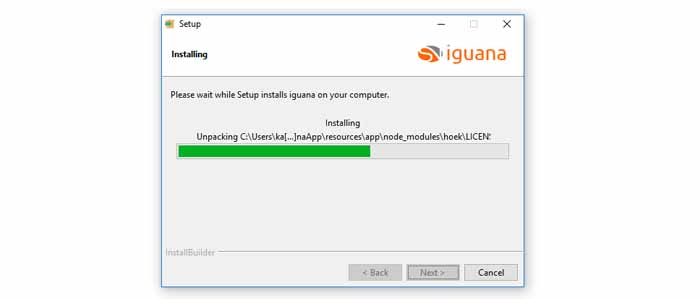 Setup
Installing
iguana
Please wait while Setup installs iguana on your computer.
Installing
Unpacking C:\Users\ka[...]naApp\resources\app\node_modules\hoek\LICENS
InstallBuilder
< Back
Next >
Cancel